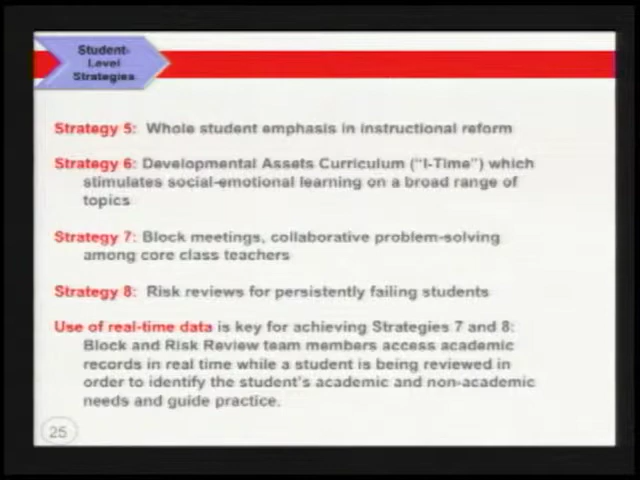 Student-
Level
Strategies
Strategy 5: Whole student emphasis in instructional reform
Strategy 6: Developmental Assets Curriculum ("I-Time") which
stimulates social-emotional learning on a broad range of
topics
Strategy 7: Block meetings, collaborative problem-solving
among core class teachers
Strategy 8: Risk reviews for persistently failing students
Use of real-time data is key for achieving Strategies 7 and 8:
Block and Risk Review team members access academic
records in real time while a student is being reviewed in
order to identify the student's academic and non-academic
needs and guide practice.
25